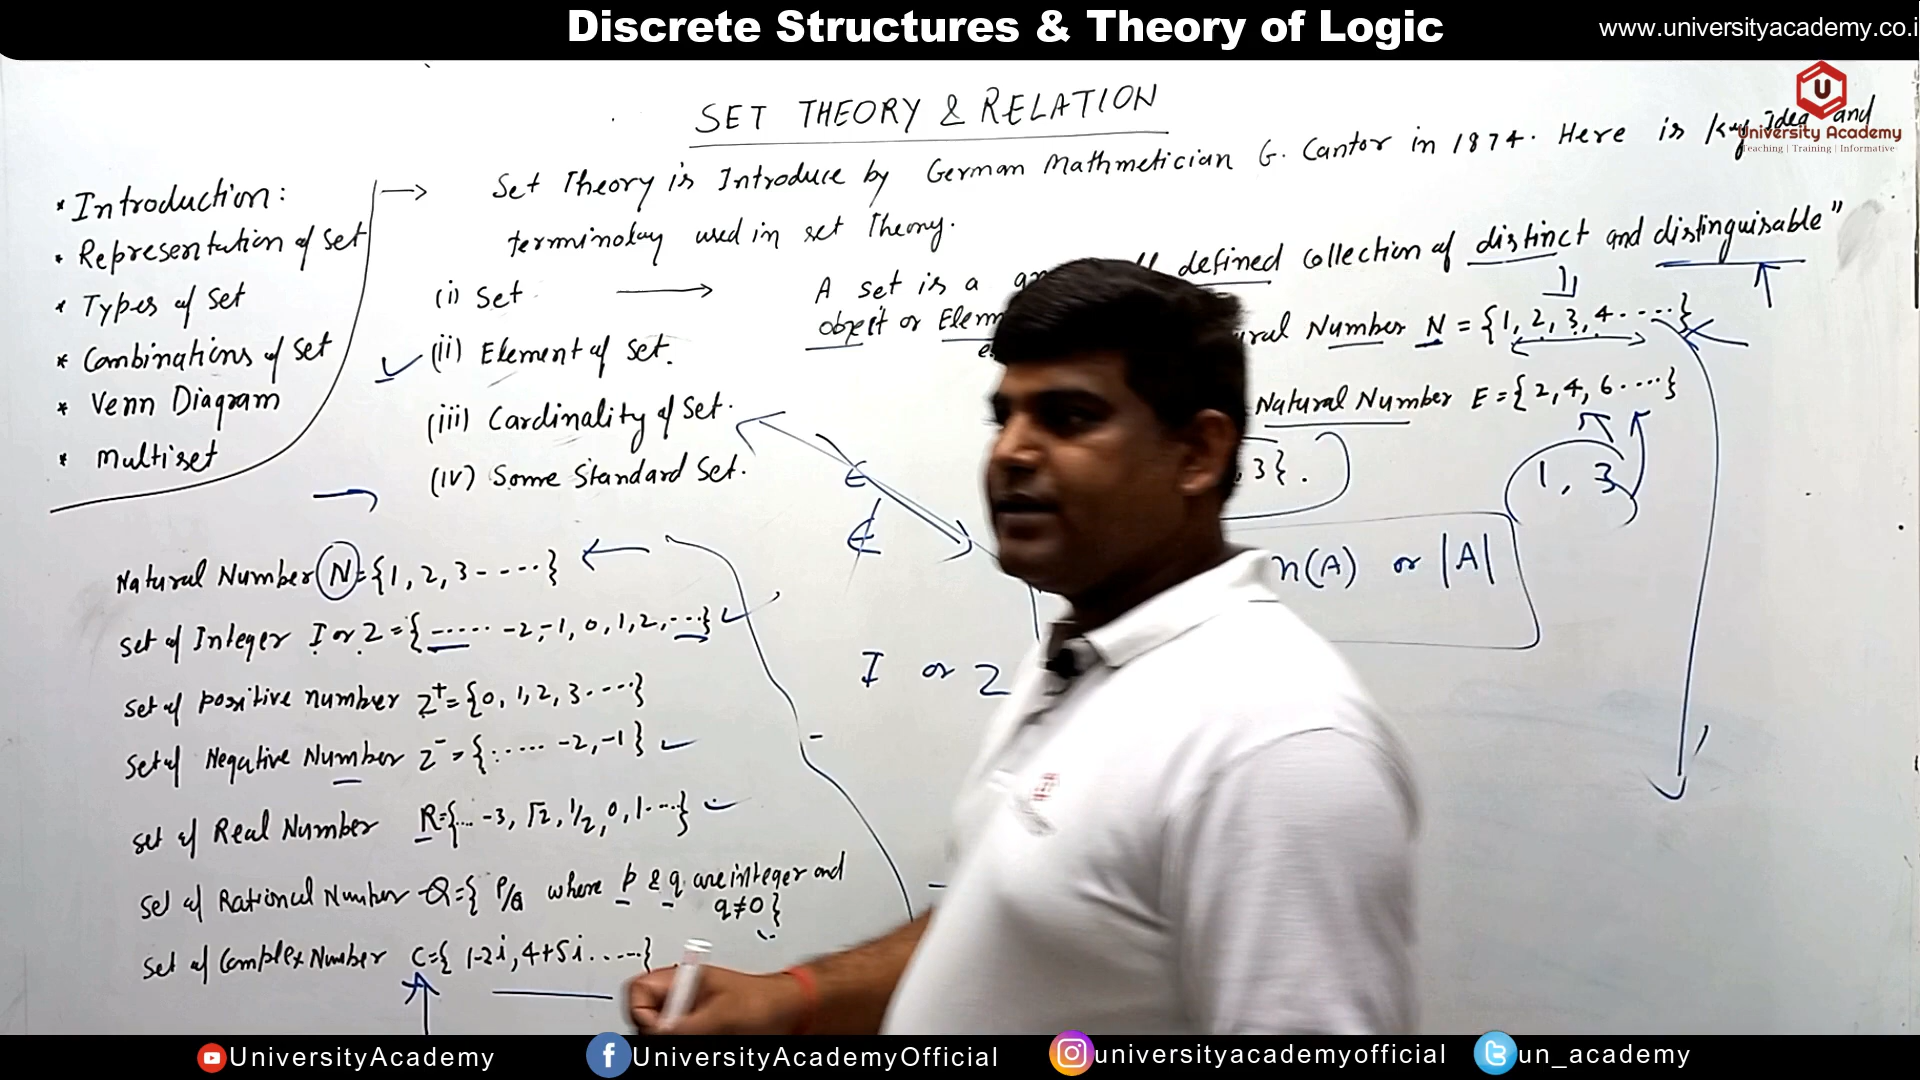 Discrete Structures & Theory of Logic
www.universityacademy.co.i
University Academy
Teaching | Training | Informative
SET THEORY & RELATION
* Introduction:
* Representation of Set
* Types of Set
* Combinations of Set
* Venn Diagram
* Multiset
Set Theory is Introduce by German Mathmetician G. Cantor in 1874. Here is Key Idea and
terminology used in set Theory.
(i) Set
(ii) Element of Set.
(iii) Cardinality of Set.
(iv) Some Standard Set.
A set is a defined collection of distinct and distinguisable"
object or Elem
Number N = {1, 2, 3, 4.....}
Natural Number E = {2, 4, 6....}
, 3}.
1, 3
∈
∉
n(A) or |A|
I or Z
Natural Number N = {1, 2, 3-....}
Set of Integer I or Z = {...... -2, -1, 0, 1, 2, ...}
Set of positive number Z⁺ = {0, 1, 2, 3....}
Set of Negative Number Z⁻ = {...... -2, -1}
Set of Real Number R = {... -3, √2, 1/2, 0, 1....}
Set of Rational Number Q = { P/q where p & q are integer and
q ≠ 0 }
Set of Complex Number C = { 1-2i, 4+5i......}
UniversityAcademy
UniversityAcademyOfficial
universityacademyofficial
un_academy